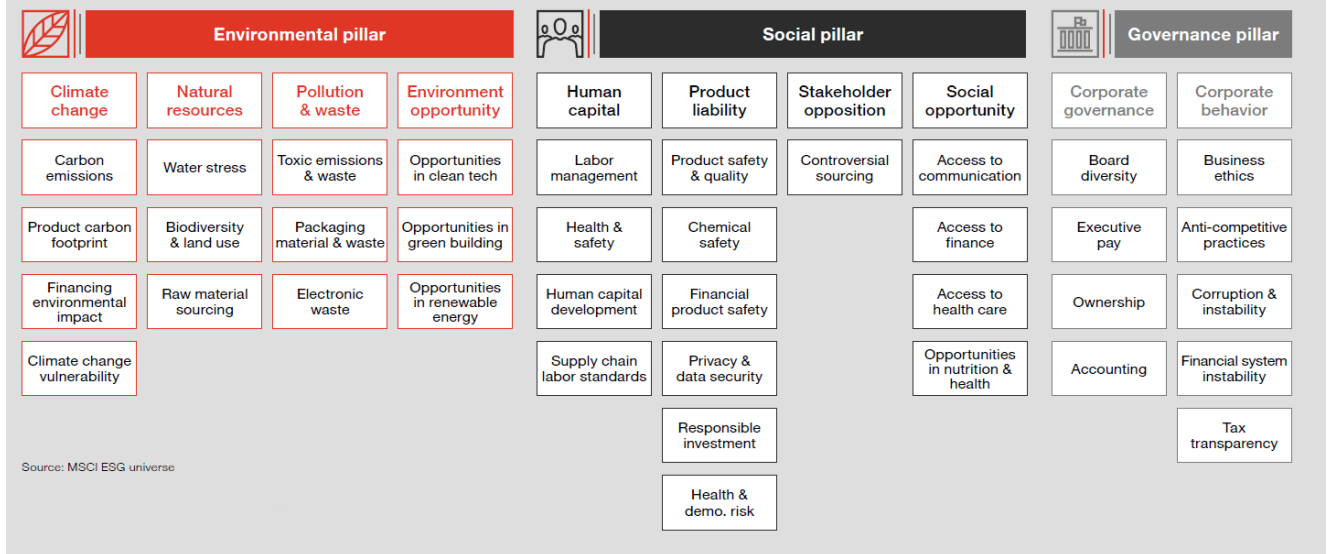 Environmental pillar
Social pillar
Governance pillar
Climate
change
Natural
resources
Pollution
& waste
Environment
opportunity
Human
capital
Product
liability
Stakeholder
opposition
Social
opportunity
Corporate
governance
Corporate
behavior
Carbon
emissions
Water stress
Toxic emissions
& waste
Opportunities
in clean tech
Labor
management
Product safety
& quality
Controversial
sourcing
Access to
communication
Board
diversity
Business
ethics
Product carbon
footprint
Biodiversity
& land use
Packaging
material & waste
Opportunities in
green building
Health &
safety
Chemical
safety
Access to
finance
Executive
pay
Anti-competitive
practices
Financing
environmental
impact
Raw material
sourcing
Electronic
waste
Opportunities
in renewable
energy
Human capital
development
Financial
product safety
Access to
health care
Ownership
Corruption &
instability
Climate change
vulnerability
Supply chain
labor standards
Privacy &
data security
Opportunities
in nutrition &
health
Accounting
Financial system
instability
Responsible
investment
Tax
transparency
Source: MSCI ESG universe
Health &
demo. risk